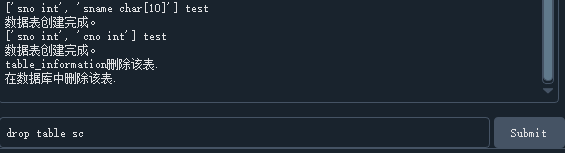 ['sno int', 'sname char[10]'] test
数据表创建完成。
['sno int', 'cno int'] test
数据表创建完成。
table_information删除该表.
在数据库中删除该表.
drop table sc
Submit